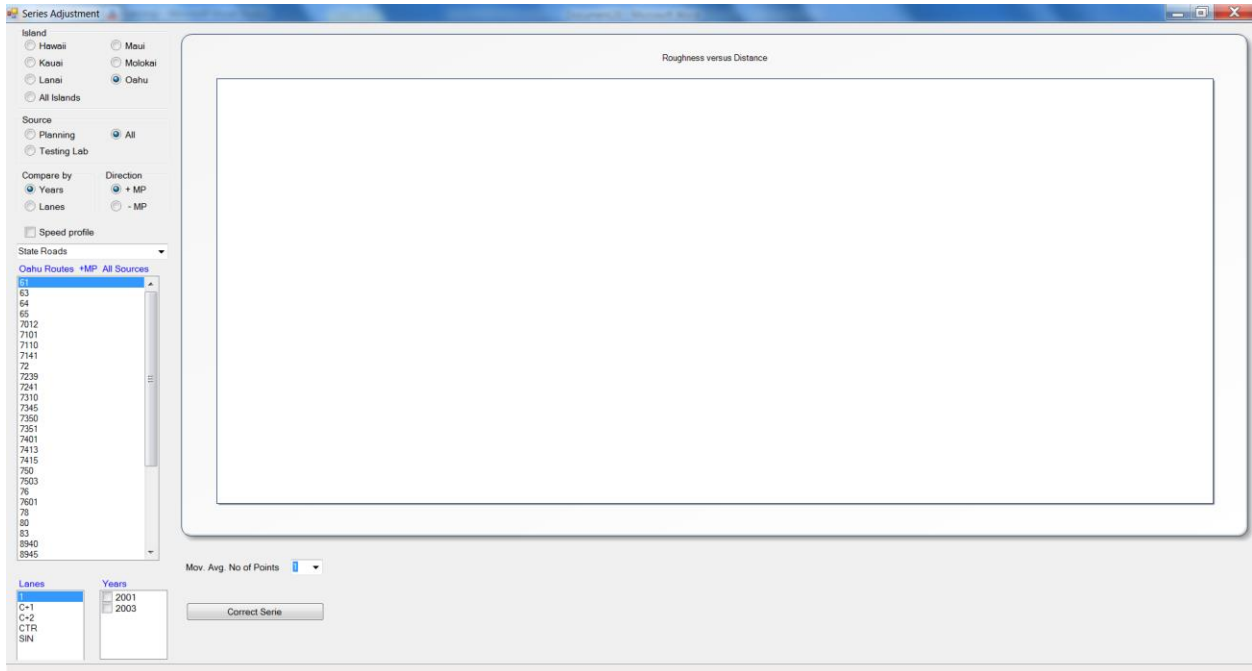 Series Adjustment
Island
Hawaii Maui
Kauai Molokai
Lanai Oahu
All Islands
Source
Planning All
Testing Lab
Compare by Direction
Years + MP
Lanes - MP
Speed profile
State Roads
Oahu Routes +MP All Sources
61
63
64
65
7012
7101
7110
7141
72
7239
7241
7310
7345
7350
7351
7401
7413
7415
750
7503
76
7601
78
80
83
8940
8945
Lanes Years
1 2001
C+1 2003
C+2
CTR
SIN
Roughness versus Distance
Mov. Avg. No of Points 1
Correct Serie